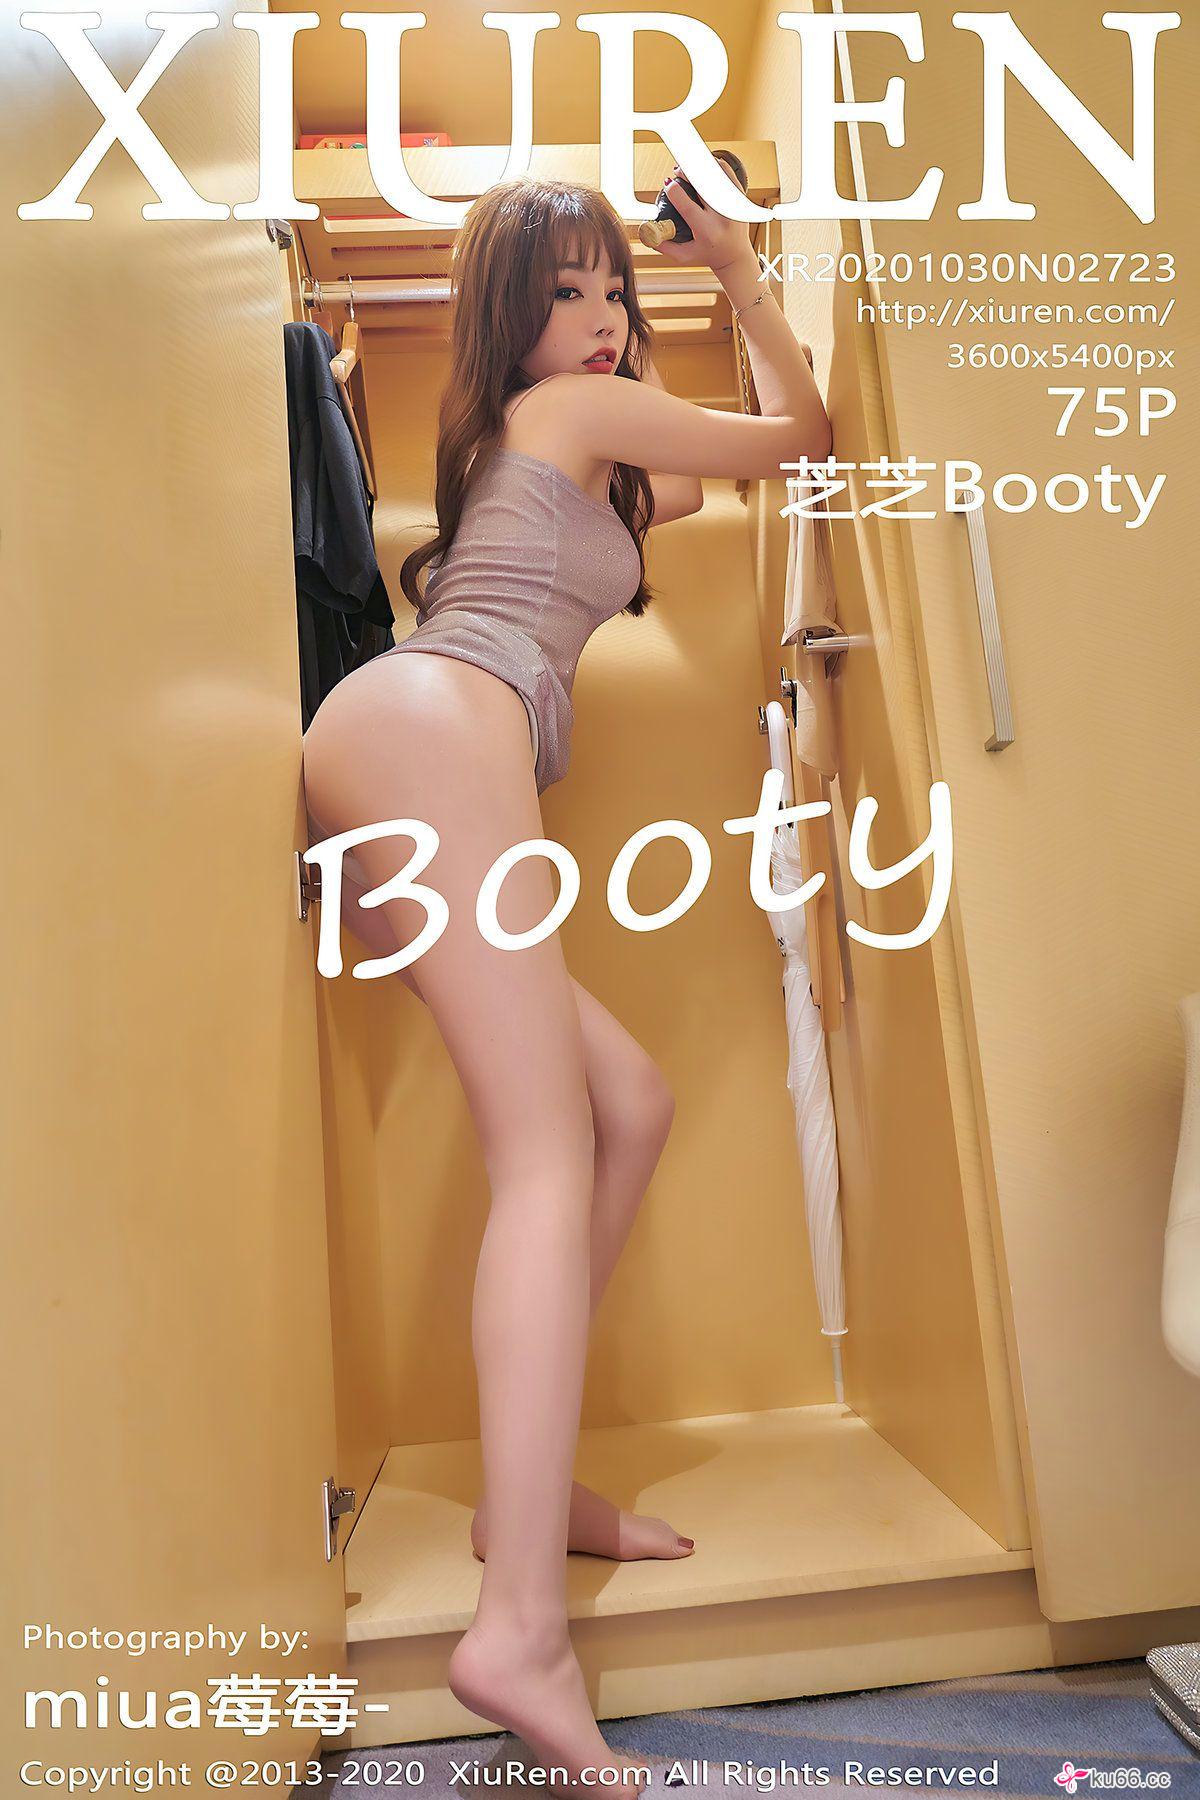 XIUREN
XR20201030N02723
http://xiuren.com/
3600x5400px
75P
芝芝Booty
Booty
Photography by:
miua莓莓-
Copyright @2013-2020 XiuRen.com All Rights Reserved
ku66.cc